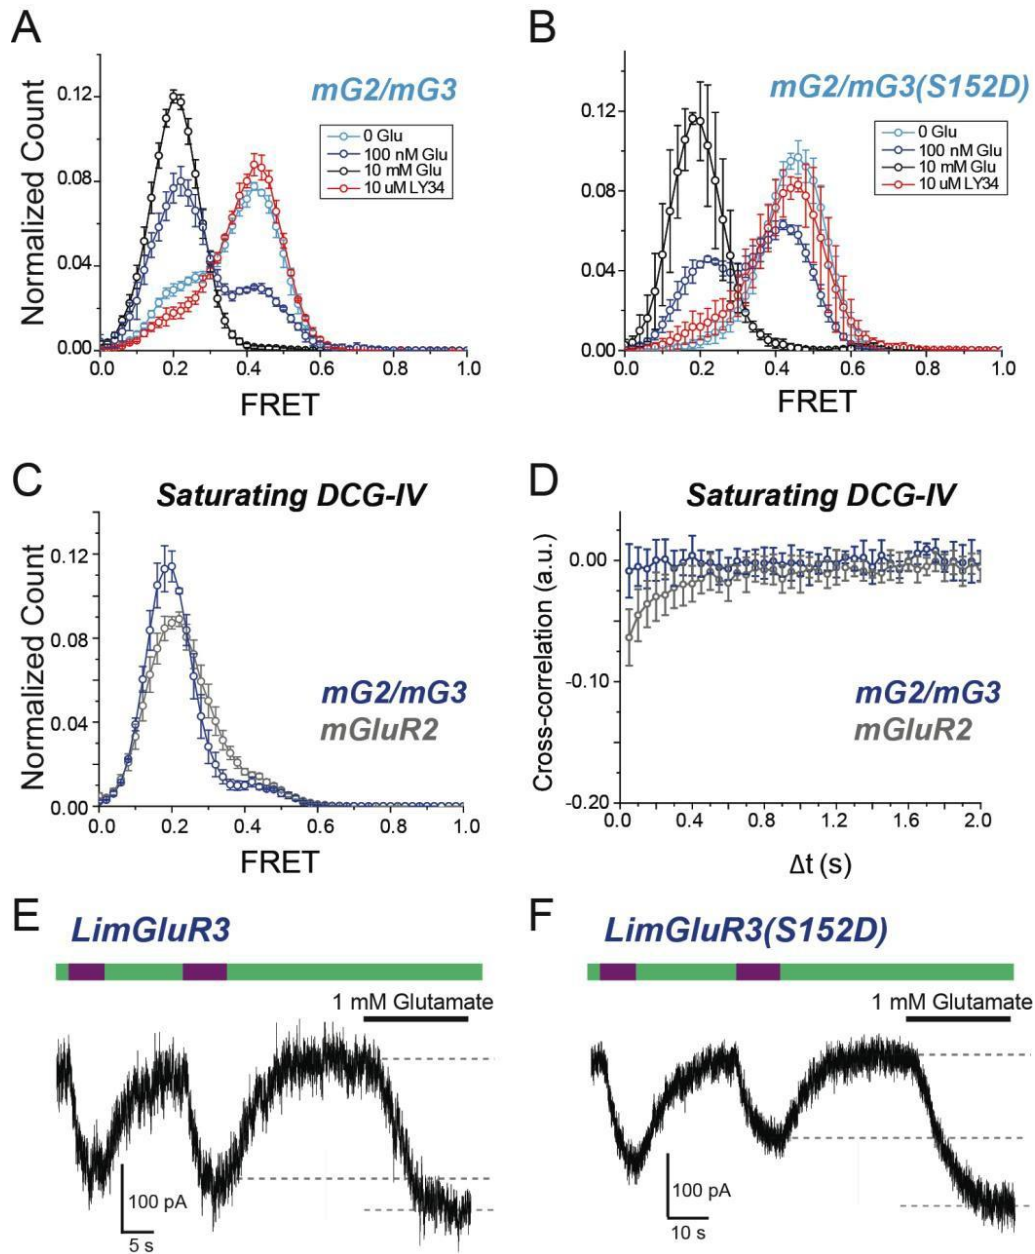 A
mG2/mG3
0 Glu
100 nM Glu
10 mM Glu
10 uM LY34
Normalized Count
0.12
0.08
0.04
0.00
0.0 0.2 0.4 0.6 0.8 1.0
FRET
B
mG2/mG3(S152D)
0 Glu
100 nM Glu
10 mM Glu
10 uM LY34
0.12
0.08
0.04
0.00
0.0 0.2 0.4 0.6 0.8 1.0
FRET
C
Saturating DCG-IV
Normalized Count
0.12
0.08
0.04
0.00
mG2/mG3
mGluR2
0.0 0.2 0.4 0.6 0.8 1.0
FRET
D
Saturating DCG-IV
Cross-correlation (a.u.)
0.00
-0.10
-0.20
mG2/mG3
mGluR2
0.0 0.4 0.8 1.2 1.6 2.0
Δt (s)
E
LimGluR3
1 mM Glutamate
100 pA
5 s
F
LimGluR3(S152D)
1 mM Glutamate
100 pA
10 s